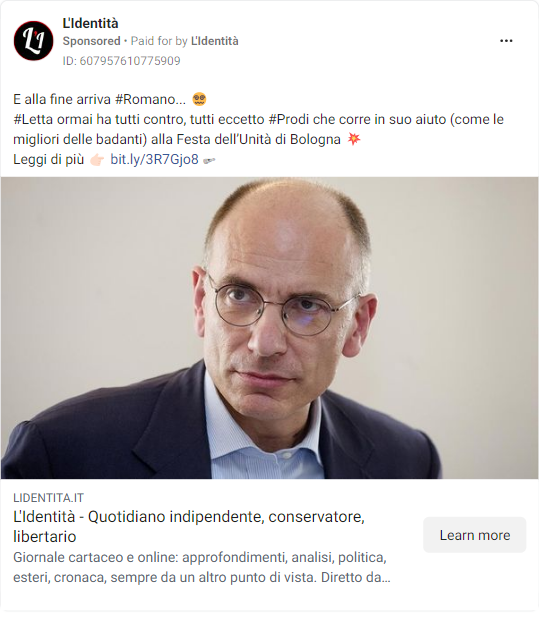 L'I
L'Identità
Sponsored • Paid for by L'Identità
ID: 607957610775909
E alla fine arriva #Romano... 😵‍💫
#Letta ormai ha tutti contro, tutti eccetto #Prodi che corre in suo aiuto (come le
migliori delle badanti) alla Festa dell'Unità di Bologna 💥
Leggi di più 👉🏻 bit.ly/3R7Gjo8 🗞
LIDENTITA.IT
L'Identità - Quotidiano indipendente, conservatore,
libertario
Learn more
Giornale cartaceo e online: approfondimenti, analisi, politica,
esteri, cronaca, sempre da un altro punto di vista. Diretto da...